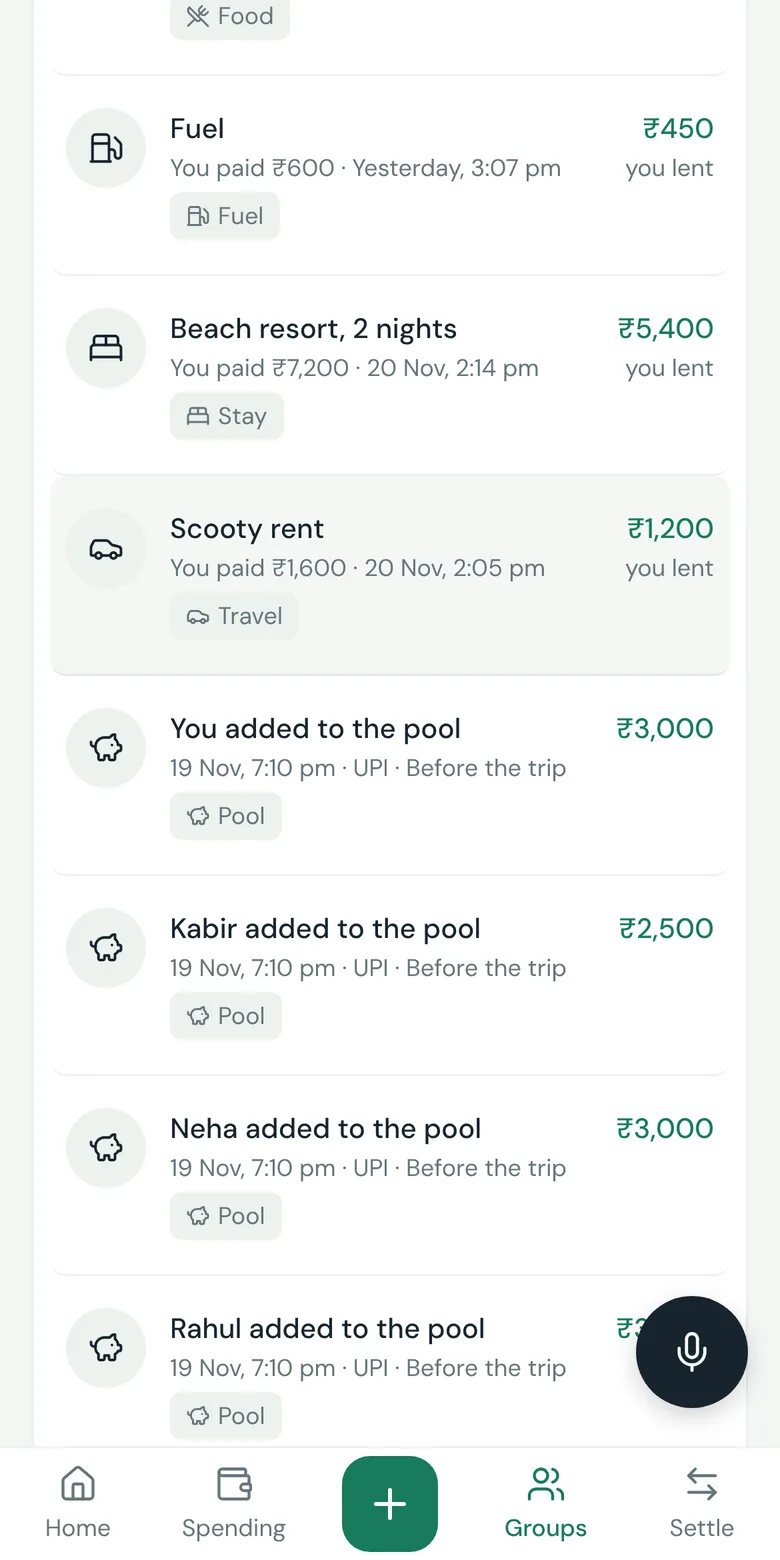 Food
Fuel
₹450
You paid ₹600 · Yesterday, 3:07 pm
you lent
Fuel
Beach resort, 2 nights
₹5,400
You paid ₹7,200 · 20 Nov, 2:14 pm
you lent
Stay
Scooty rent
₹1,200
You paid ₹1,600 · 20 Nov, 2:05 pm
you lent
Travel
You added to the pool
₹3,000
19 Nov, 7:10 pm · UPI · Before the trip
Pool
Kabir added to the pool
₹2,500
19 Nov, 7:10 pm · UPI · Before the trip
Pool
Neha added to the pool
₹3,000
19 Nov, 7:10 pm · UPI · Before the trip
Pool
Rahul added to the pool
19 Nov, 7:10 pm · UPI · Before the trip
Pool
Home
Spending
Groups
Settle